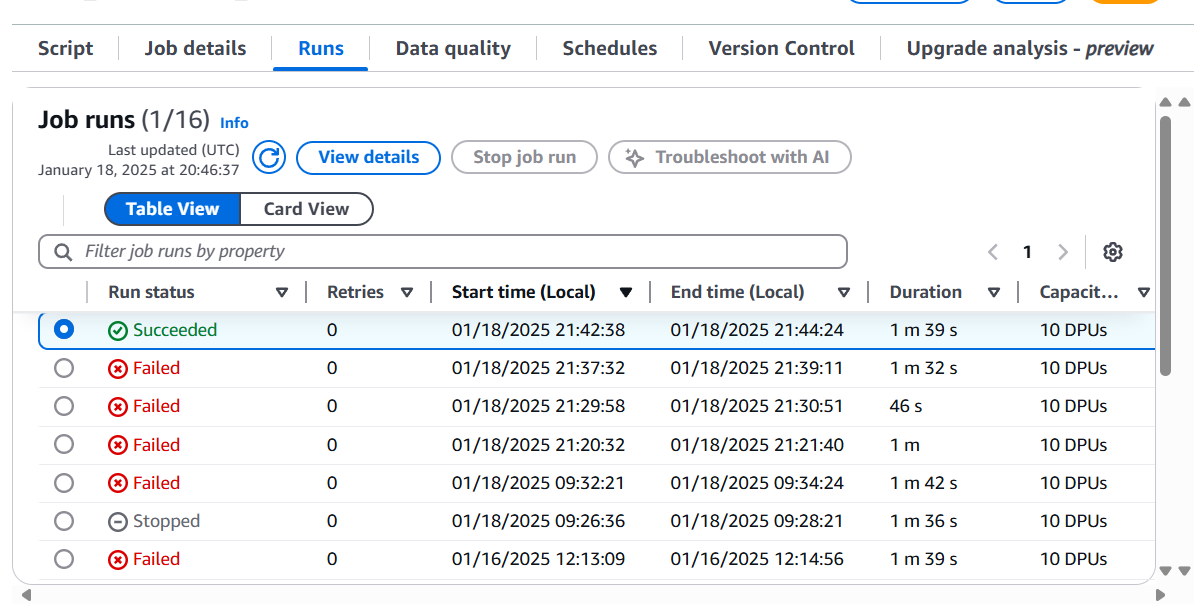 Script Job details Runs Data quality Schedules Version Control Upgrade analysis - preview
Job runs (1/16) Info
Last updated (UTC)
January 18, 2025 at 20:46:37
View details Stop job run Troubleshoot with AI
Table View Card View
Filter job runs by property
1
Run status Retries Start time (Local) End time (Local) Duration Capacit...
Succeeded 0 01/18/2025 21:42:38 01/18/2025 21:44:24 1 m 39 s 10 DPUs
Failed 0 01/18/2025 21:37:32 01/18/2025 21:39:11 1 m 32 s 10 DPUs
Failed 0 01/18/2025 21:29:58 01/18/2025 21:30:51 46 s 10 DPUs
Failed 0 01/18/2025 21:20:32 01/18/2025 21:21:40 1 m 10 DPUs
Failed 0 01/18/2025 09:32:21 01/18/2025 09:34:24 1 m 42 s 10 DPUs
Stopped 0 01/18/2025 09:26:36 01/18/2025 09:28:21 1 m 36 s 10 DPUs
Failed 0 01/16/2025 12:13:09 01/16/2025 12:14:56 1 m 39 s 10 DPUs